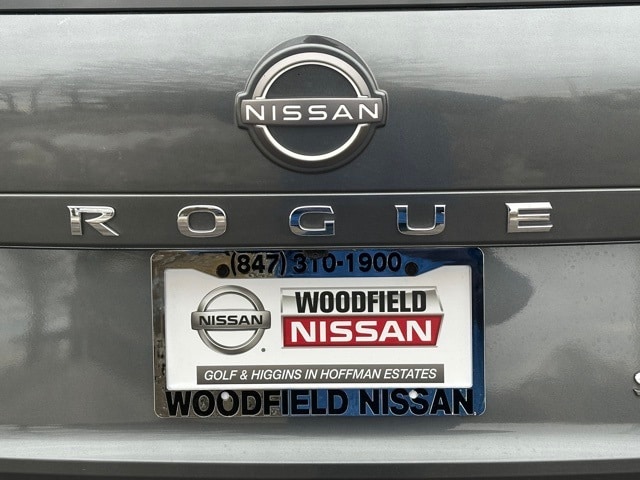 NISSAN
ROGUE
(847) 310-1900
NISSAN
WOODFIELD
NISSAN
GOLF & HIGGINS IN HOFFMAN ESTATES
WOODFIELD NISSAN